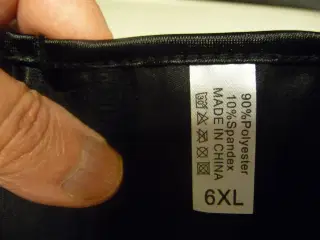 90%Polyester
10%Spandex
MADE IN CHINA
6XL